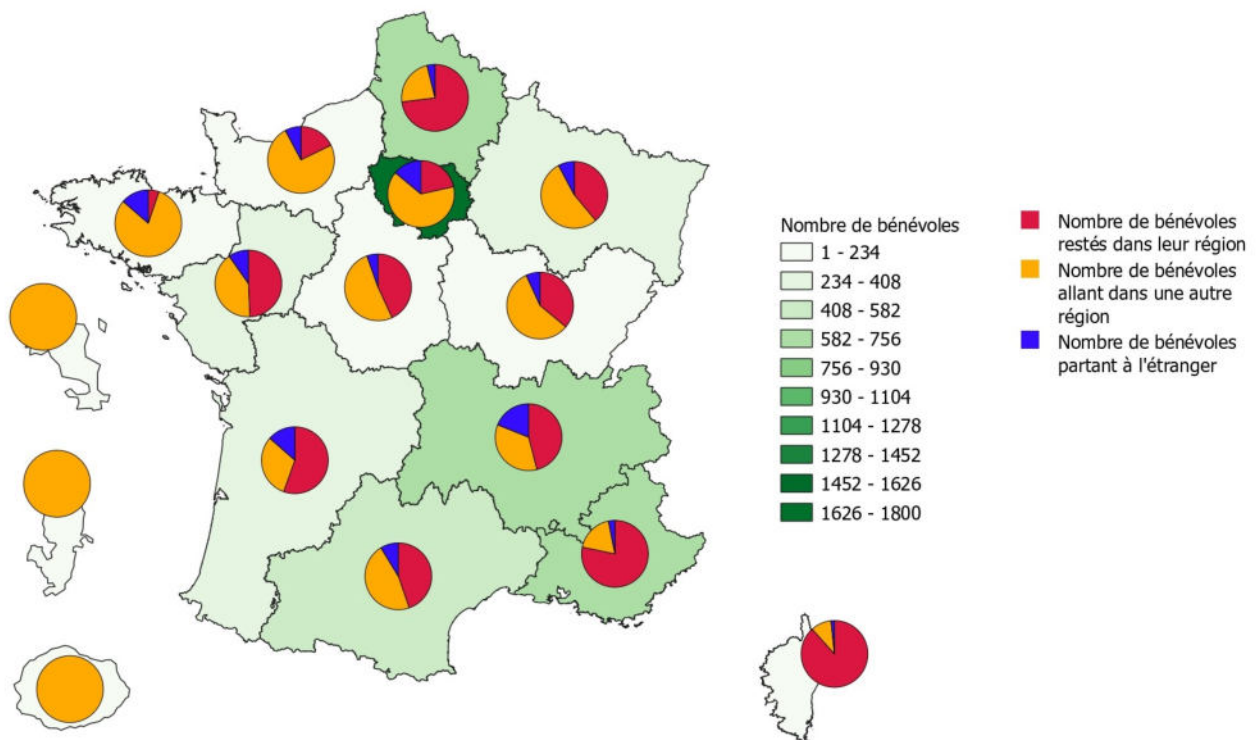 Nombre de bénévoles
1 - 234
234 - 408
408 - 582
582 - 756
756 - 930
930 - 1104
1104 - 1278
1278 - 1452
1452 - 1626
1626 - 1800
Nombre de bénévoles
restés dans leur région
Nombre de bénévoles
allant dans une autre
région
Nombre de bénévoles
partant à l'étranger